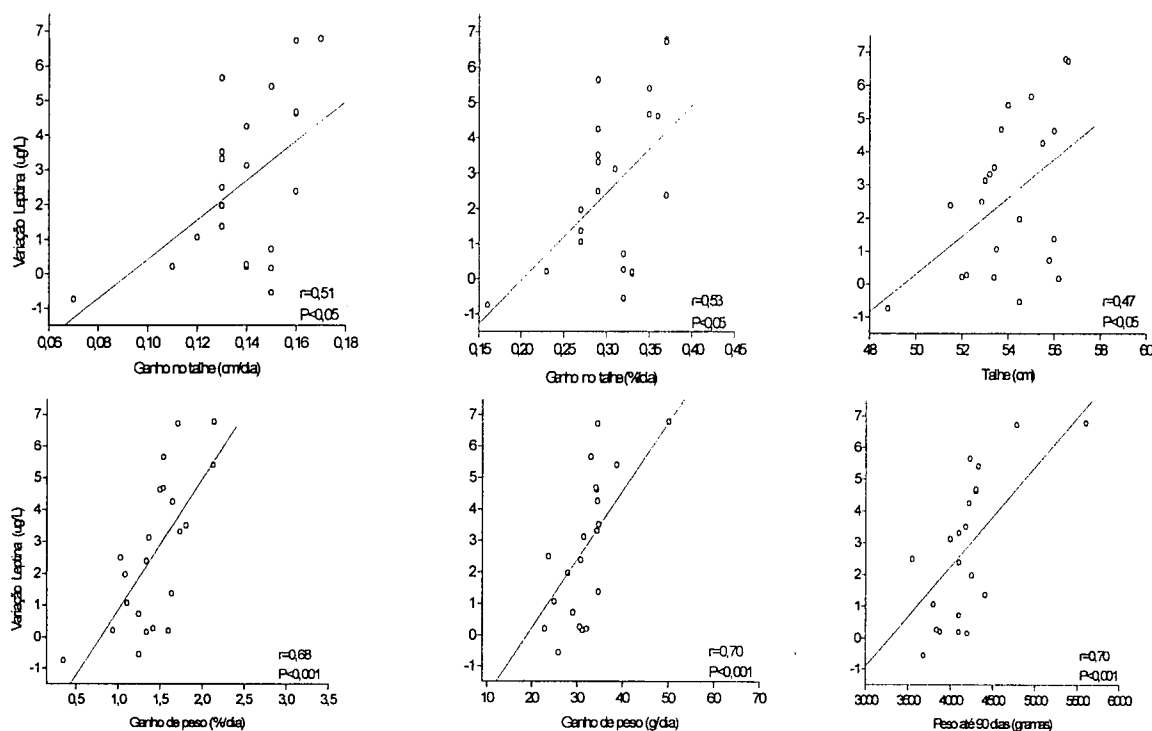 7
6
5
4
3
2
1
0
-1
Variação Leptina (ug/L)
r=0,51
P<0,05
0,06 0,08 0,10 0,12 0,14 0,16 0,18
Ganho no talhe (cm/dia)
7
6
5
4
3
2
1
0
-1
r=0,53
P<0,05
0,15 0,20 0,25 0,30 0,35 0,40 0,45
Ganho no talhe (%/dia)
7
6
5
4
3
2
1
0
-1
r=0,47
P<0,05
48 50 52 54 56 58 60
Talhe (cm)
7
6
5
4
3
2
1
0
-1
Variação Leptina (ug/L)
r=0,68
P<0,001
0,5 1,0 1,5 2,0 2,5 3,0 3,5
Ganho de peso (%/dia)
7
6
5
4
3
2
1
0
-1
r=0,70
P<0,001
10 20 30 40 50 60 70
Ganho de peso (g/dia)
7
6
5
4
3
2
1
0
-1
r=0,70
P<0,001
3000 3500 4000 4500 5000 5500 6000
Peso até 90 dias (gramas)